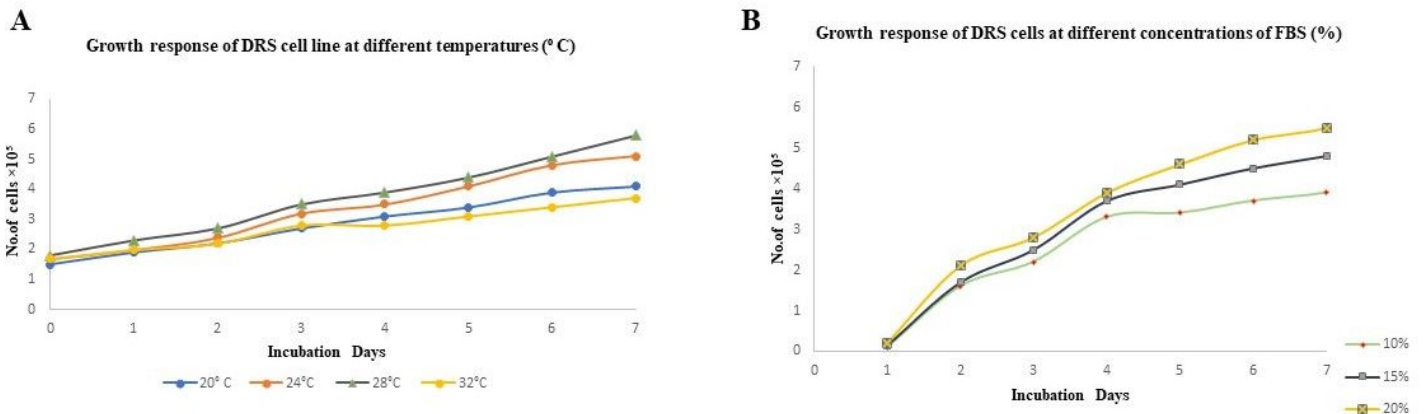 A
Growth response of DRS cell line at different temperatures (⁰ C)
7
6
5
4
3
2
1
0
No.of cells ×10⁵
0 1 2 3 4 5 6 7
Incubation Days
20° C 24°C 28°C 32°C
B
Growth response of DRS cells at different concentrations of FBS (%)
7
6
5
4
3
2
1
0
No.of cells ×10⁵
0 1 2 3 4 5 6 7
Incubation Days
10%
15%
20%